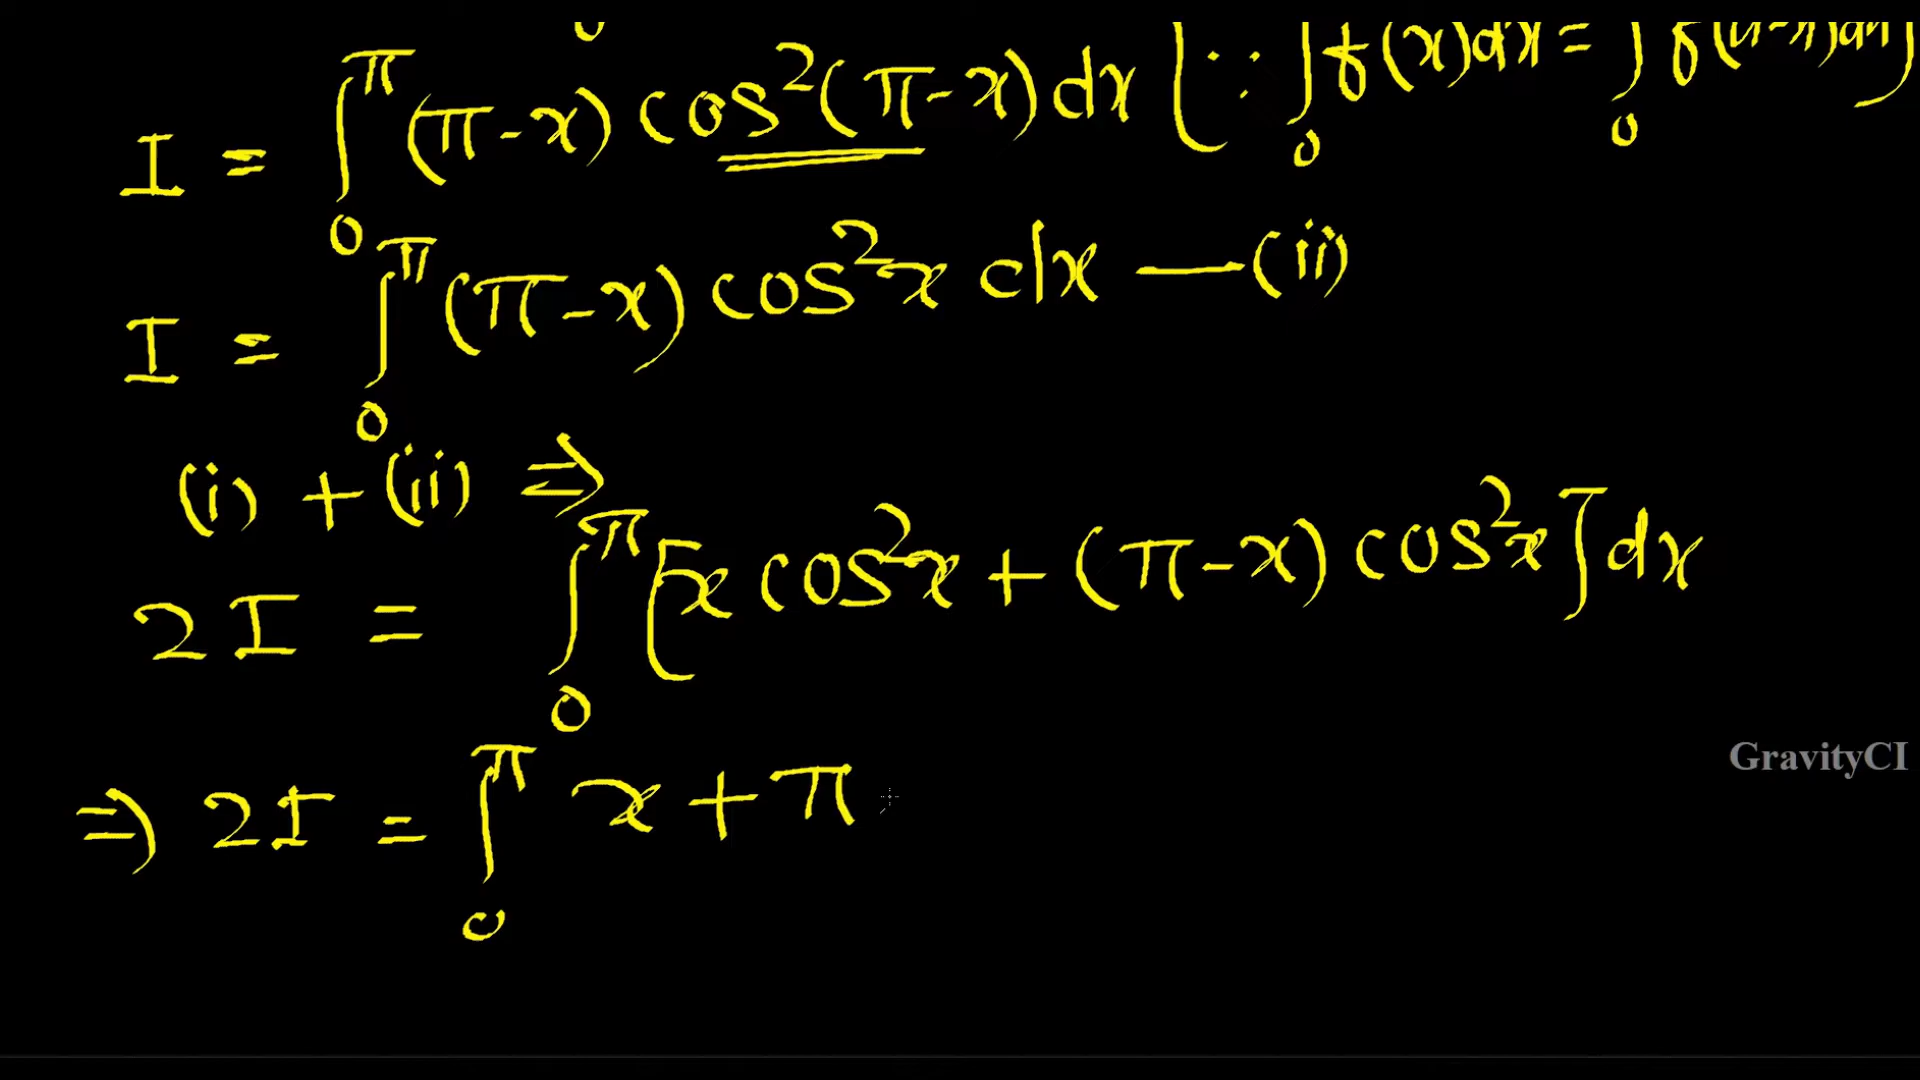 I = ∫₀^π (π-x) cos²(π-x) dx [∵ ∫₀ f(x)dx = ∫₀ f(a-x)dx]
I = ∫₀^π (π-x) cos²x dx —(ii)
(i) + (ii) ⇒
2I = ∫₀^π [x cos²x + (π-x) cos²x] dx
GravityCI
⇒ 2I = ∫₀^π x + π